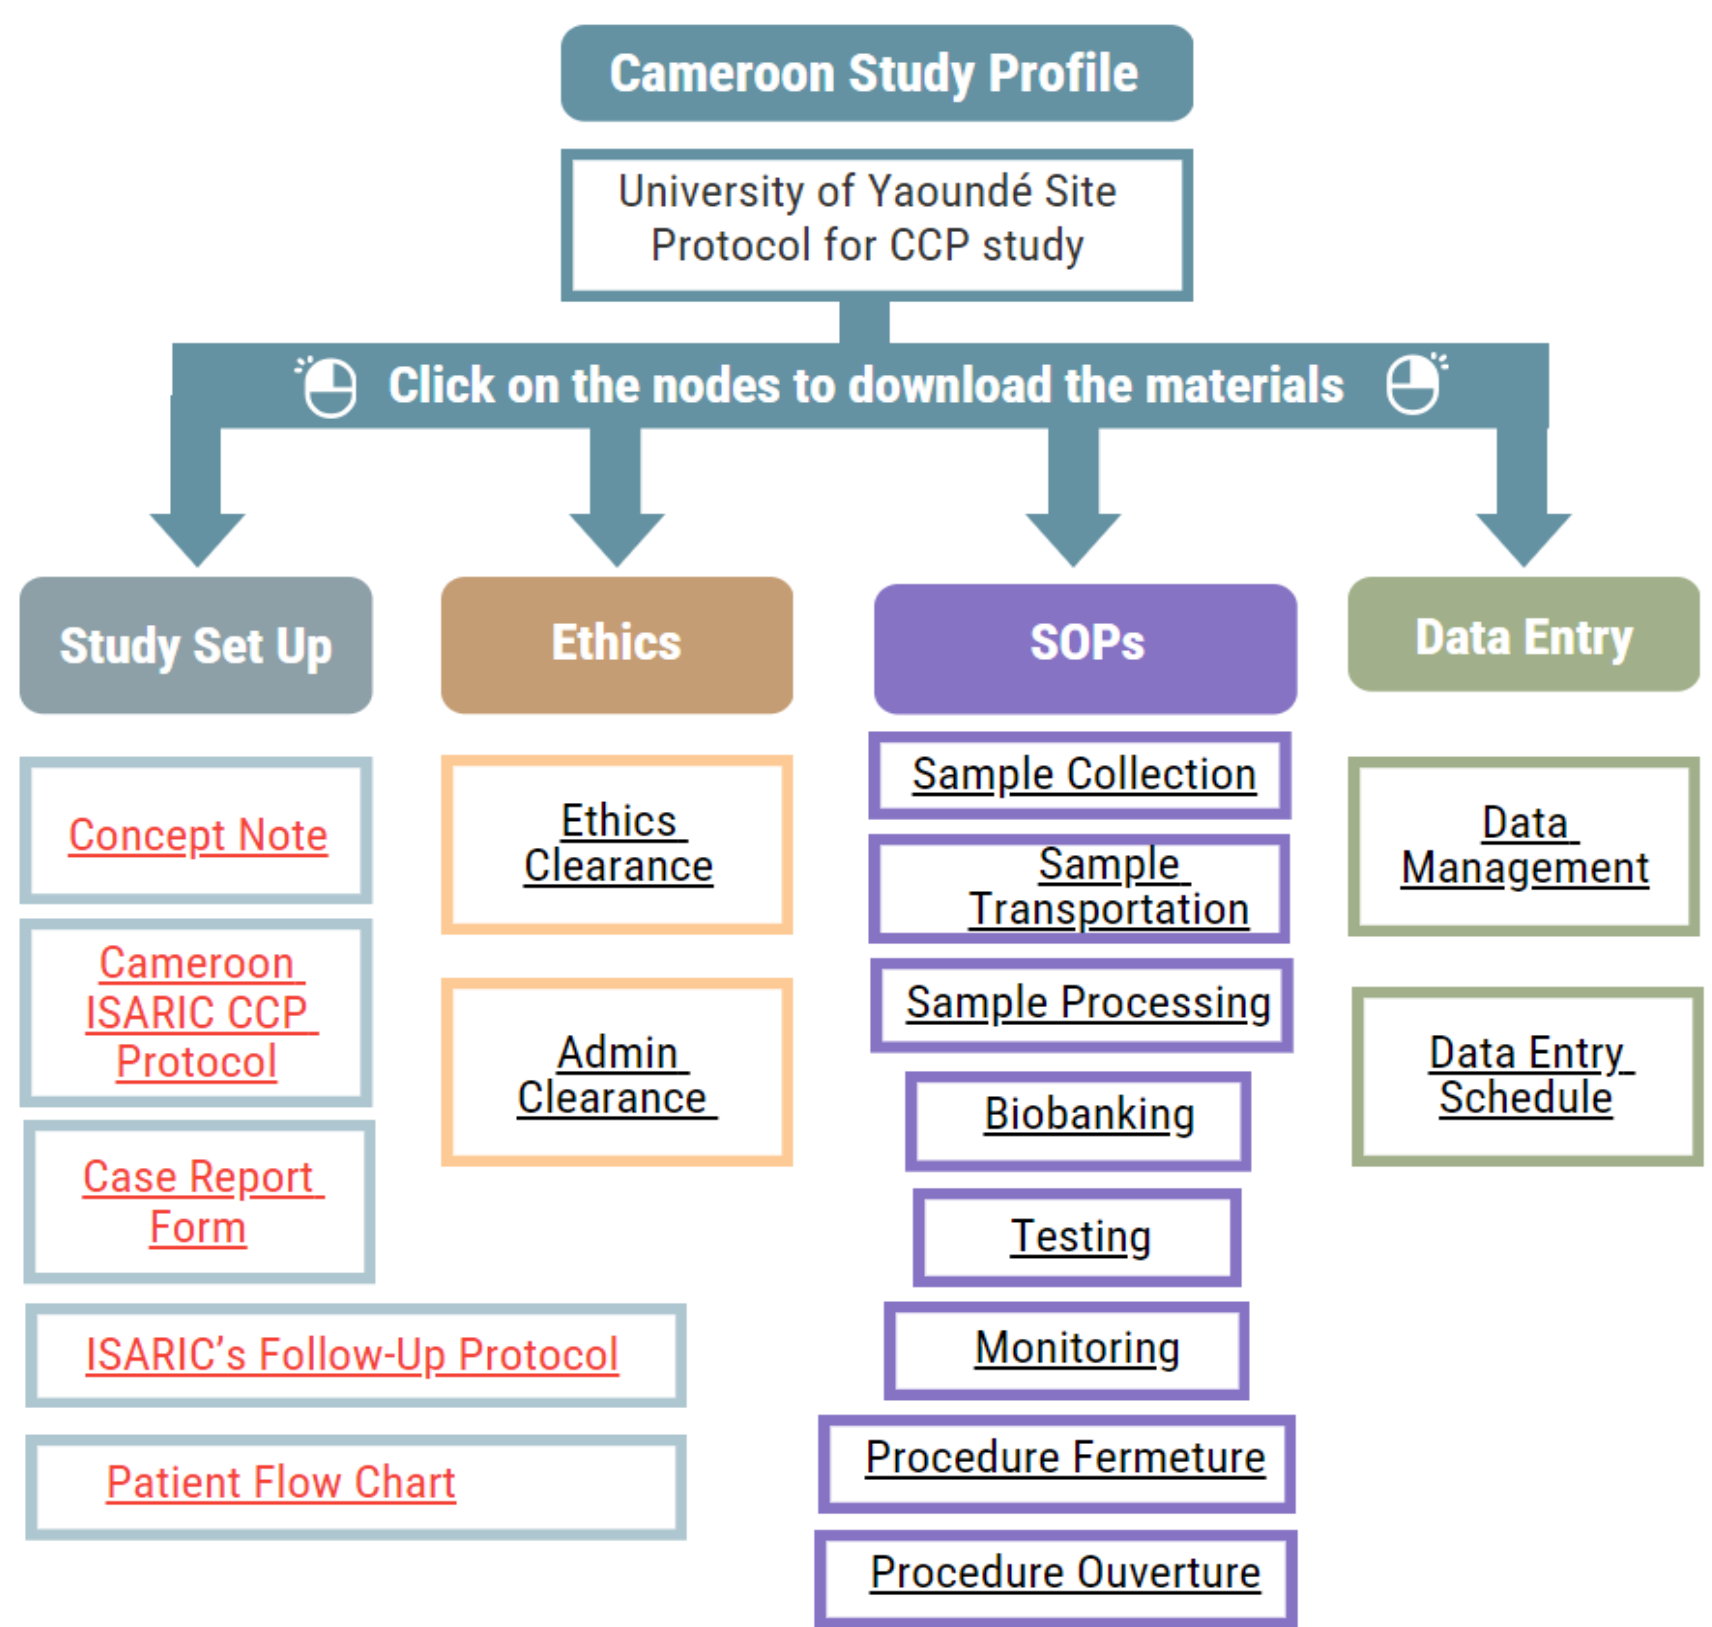 Cameroon Study Profile
University of Yaoundé Site
Protocol for CCP study
Click on the nodes to download the materials
Study Set Up
Concept Note
Cameroon
ISARIC CCP
Protocol
Case Report
Form
ISARIC’s Follow-Up Protocol
Patient Flow Chart
Ethics
Ethics
Clearance
Admin
Clearance
SOPs
Sample Collection
Sample
Transportation
Sample Processing
Biobanking
Testing
Monitoring
Procedure Fermeture
Procedure Ouverture
Data Entry
Data
Management
Data Entry
Schedule